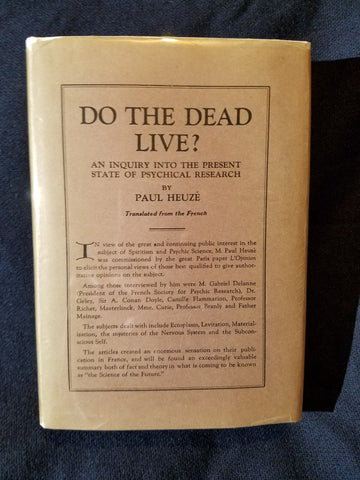 DO THE DEAD
LIVE?
AN INQUIRY INTO THE PRESENT
STATE OF PSYCHICAL RESEARCH
BY
PAUL HEUZÈ
Translated from the French
IN view of the great and continuing public interest in the
subject of Spiritism and Psychic Science, M. Paul Heuzé
was commissioned by the great Paris paper L'Opinion
to elicit the personal views of those best qualified to give author-
itative opinions on the subject.
Among those interviewed by him were M. Gabriel Delanne
(President of the French Society for Psychic Research), Dr.
Geley, Sir A. Conan Doyle, Camille Flammarion, Professor
Richet, Maeterlinck, Mme. Curie, Professor Branly and Father
Mainage.
The subjects dealt with include Ectoplasm, Levitation, Material-
isation, the mysteries of the Nervous System and the Subcon-
scious Self.
The articles created an enormous sensation on their publi-
cation in France, and will be found an exceedingly valuable
summary both of fact and theory in what is coming to be known
as "the Science of the Future."